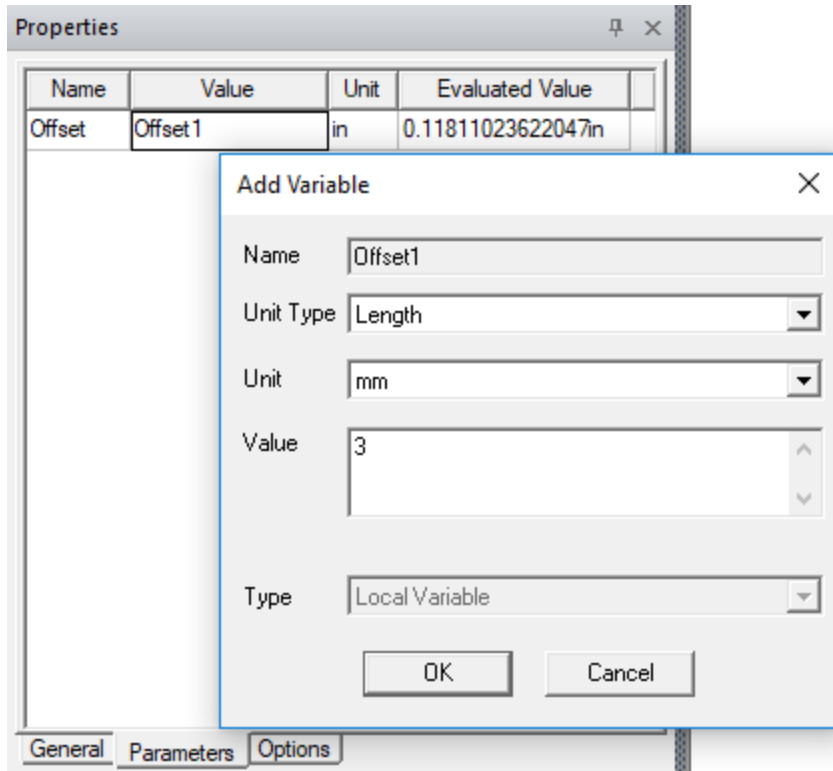 Properties
Name Value Unit Evaluated Value
Offset Offset1 in 0.11811023622047in
Add Variable
Name Offset1
Unit Type Length
Unit mm
Value 3
Type Local Variable
OK Cancel
General Parameters Options